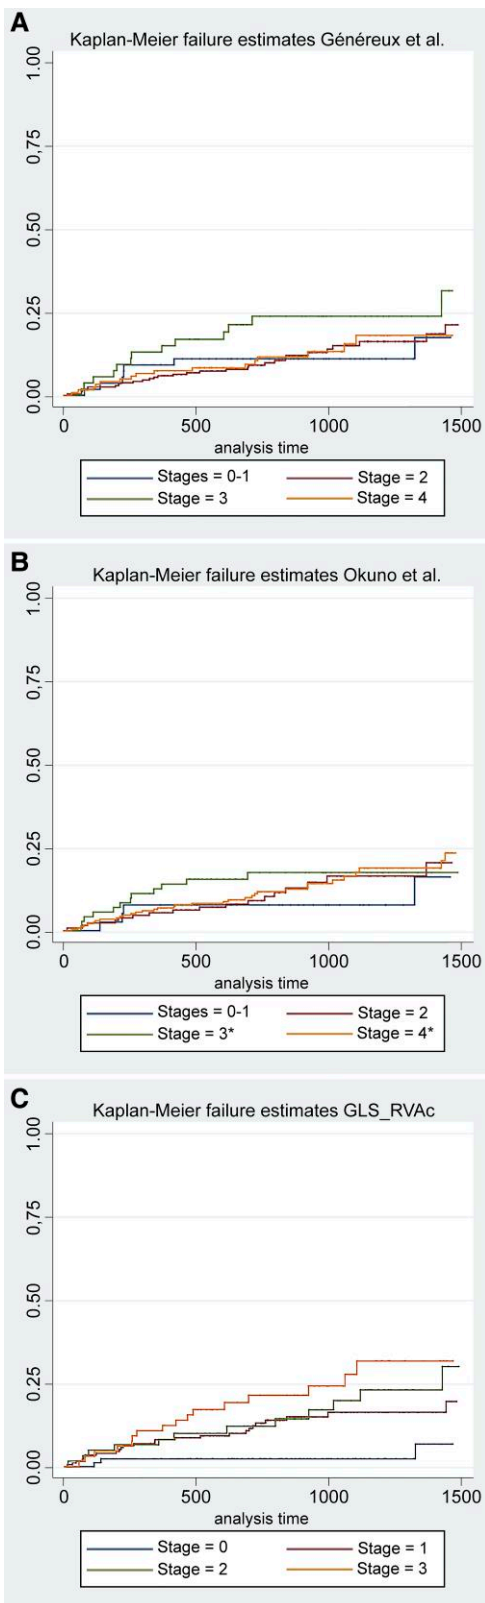 A
Kaplan-Meier failure estimates Généreux et al.
1.00
0,75
0.50
0.25
0.00
0 500 1000 1500
analysis time
Stages = 0-1 Stage = 2
Stage = 3 Stage = 4
B
Kaplan-Meier failure estimates Okuno et al.
1.00
0,75
0.50
0.25
0.00
0 500 1000 1500
analysis time
Stages = 0-1 Stage = 2
Stage = 3* Stage = 4*
C
Kaplan-Meier failure estimates GLS_RVAc
1.00
0,75
0.50
0.25
0.00
0 500 1000 1500
analysis time
Stage = 0 Stage = 1
Stage = 2 Stage = 3